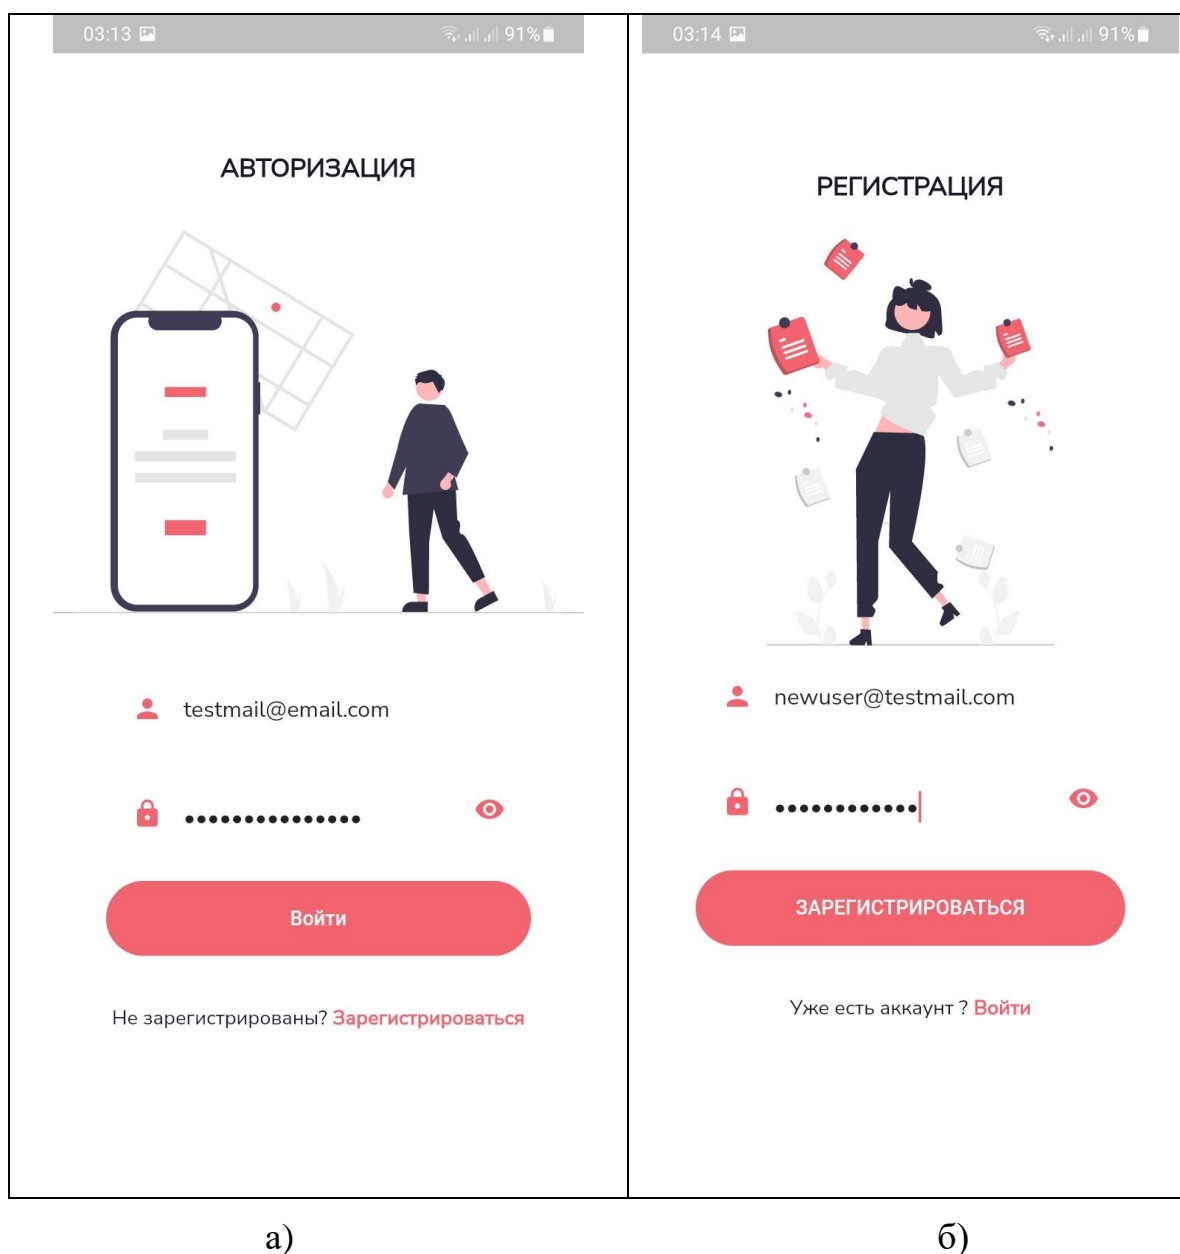 03:13 91%
АВТОРИЗАЦИЯ
testmail@email.com
•••••••••••••••
Войти
Не зарегистрированы? Зарегистрироваться
а)
03:14 91%
РЕГИСТРАЦИЯ
newuser@testmail.com
••••••••••••
ЗАРЕГИСТРИРОВАТЬСЯ
Уже есть аккаунт ? Войти
б)